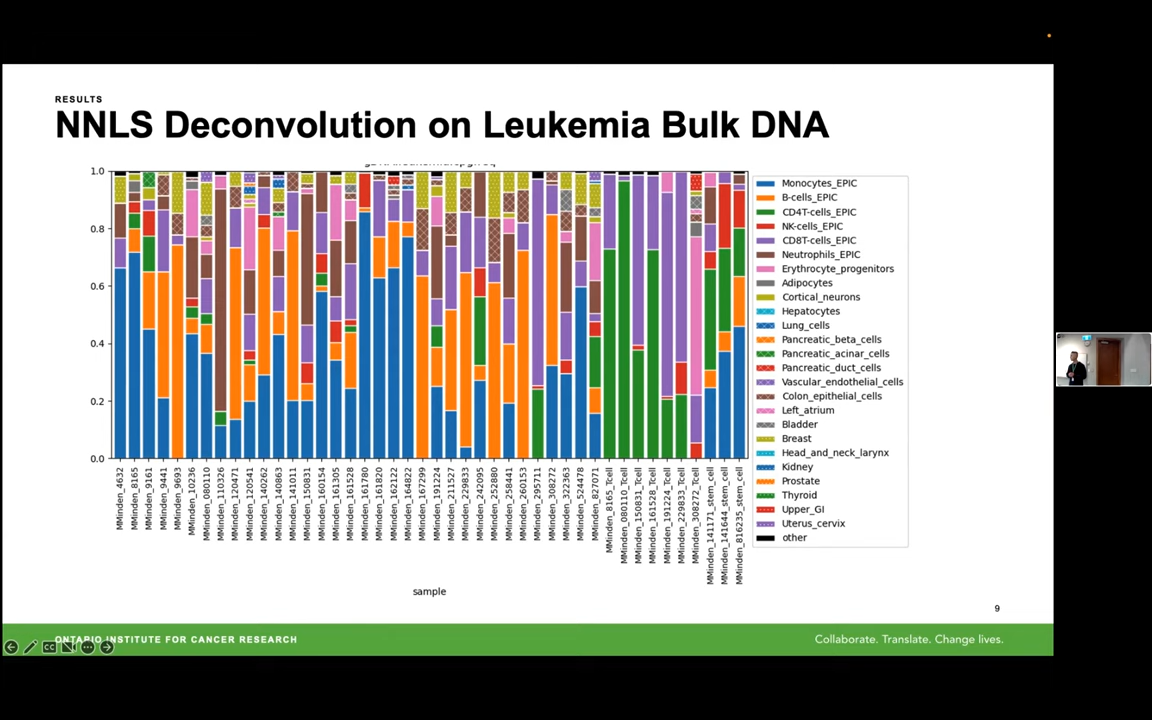 RESULTS
NNLS Deconvolution on Leukemia Bulk DNA
1.0
0.8
0.6
0.4
0.2
0.0
MMinden_4632
MMinden_8165
MMinden_9161
MMinden_9441
MMinden_9693
MMinden_10236
MMinden_080110
MMinden_110326
MMinden_120471
MMinden_120541
MMinden_140262
MMinden_140863
MMinden_141011
MMinden_150831
MMinden_160154
MMinden_161305
MMinden_161528
MMinden_161780
MMinden_161820
MMinden_162122
MMinden_164822
MMinden_167299
MMinden_191224
MMinden_211527
MMinden_229833
MMinden_242095
MMinden_252880
MMinden_258441
MMinden_260153
MMinden_295711
MMinden_308272
MMinden_322363
MMinden_524478
MMinden_827071
MMinden_8165_Tcell
MMinden_080110_Tcell
MMinden_150831_Tcell
MMinden_161528_Tcell
MMinden_191224_Tcell
MMinden_229833_Tcell
MMinden_308272_Tcell
MMinden_141171_stem_cell
MMinden_141644_stem_cell
MMinden_816235_stem_cell
sample
Monocytes_EPIC
B-cells_EPIC
CD4T-cells_EPIC
NK-cells_EPIC
CD8T-cells_EPIC
Neutrophils_EPIC
Erythrocyte_progenitors
Adipocytes
Cortical_neurons
Hepatocytes
Lung_cells
Pancreatic_beta_cells
Pancreatic_acinar_cells
Pancreatic_duct_cells
Vascular_endothelial_cells
Colon_epithelial_cells
Left_atrium
Bladder
Breast
Head_and_neck_larynx
Kidney
Prostate
Thyroid
Upper_GI
Uterus_cervix
other
9
ONTARIO INSTITUTE FOR CANCER RESEARCH
CC
Collaborate. Translate. Change lives.